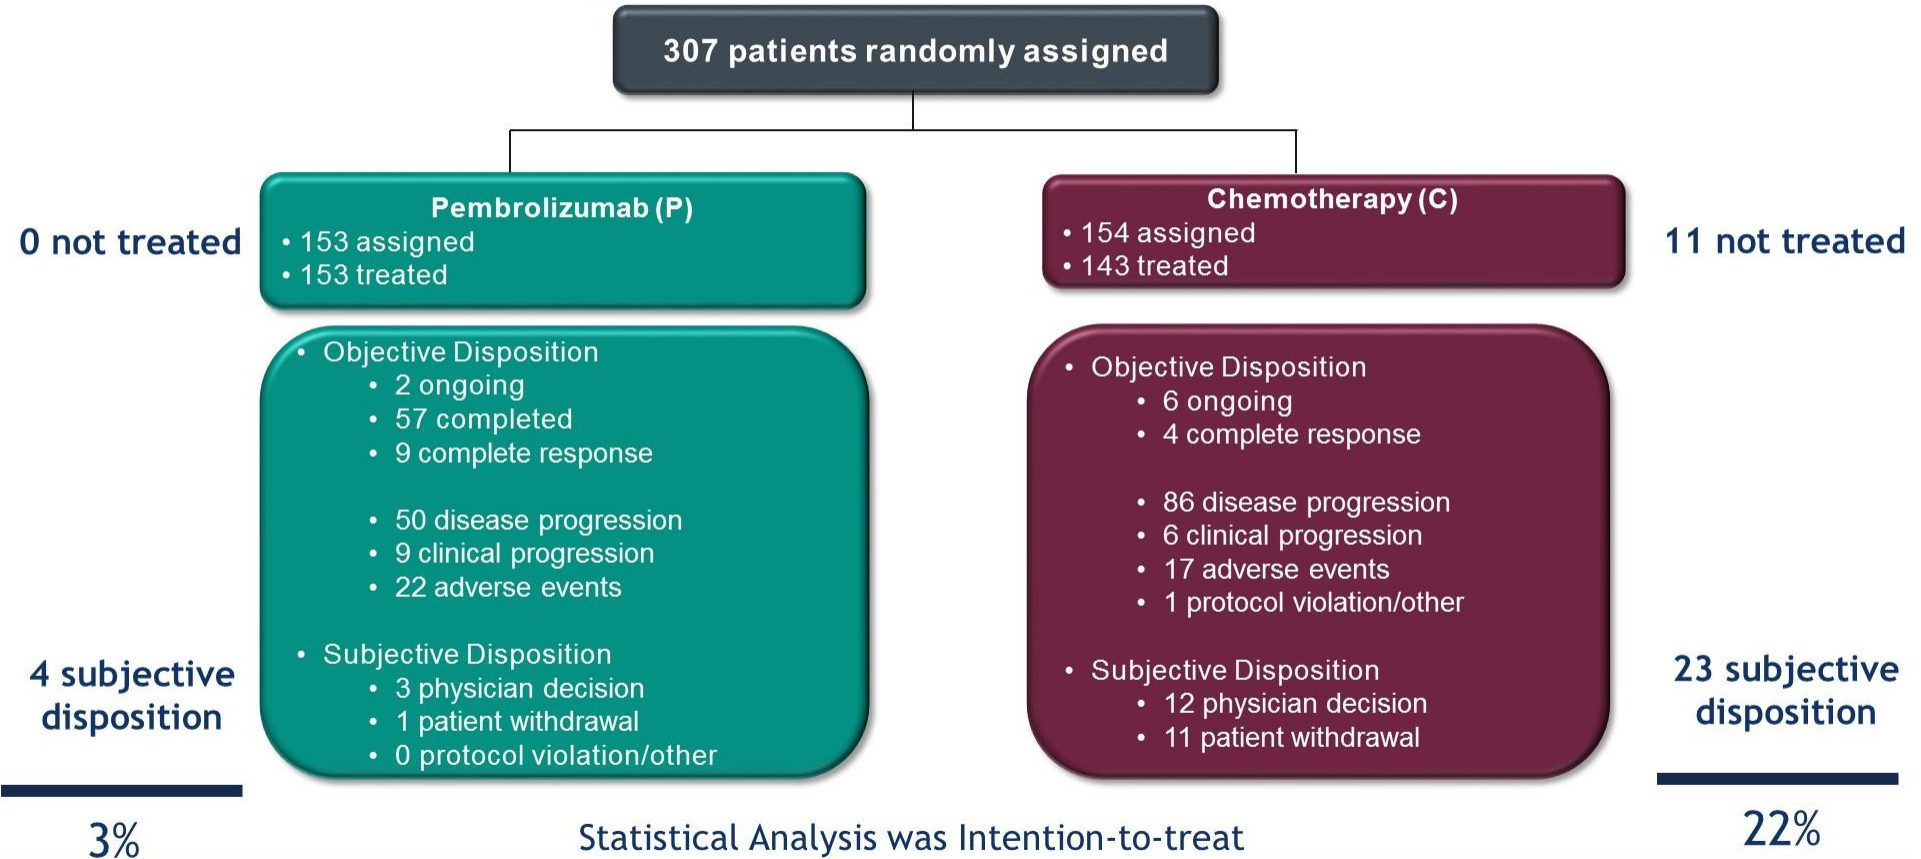 307 patients randomly assigned
0 not treated
Pembrolizumab (P)
• 153 assigned
• 153 treated
Chemotherapy (C)
• 154 assigned
• 143 treated
11 not treated
• Objective Disposition
• 2 ongoing
• 57 completed
• 9 complete response
• 50 disease progression
• 9 clinical progression
• 22 adverse events
• Subjective Disposition
• 3 physician decision
• 1 patient withdrawal
• 0 protocol violation/other
• Objective Disposition
• 6 ongoing
• 4 complete response
• 86 disease progression
• 6 clinical progression
• 17 adverse events
• 1 protocol violation/other
• Subjective Disposition
• 12 physician decision
• 11 patient withdrawal
4 subjective
disposition
23 subjective
disposition
3%
Statistical Analysis was Intention-to-treat
22%